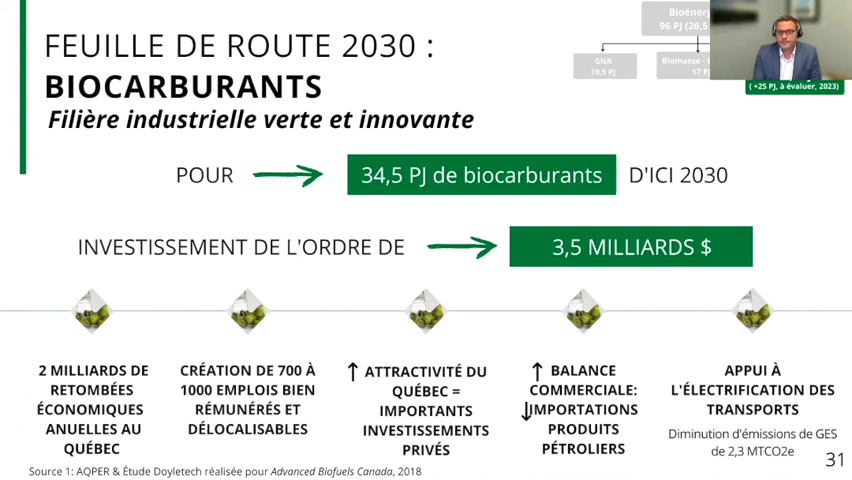 FEUILLE DE ROUTE 2030 :
BIOCARBURANTS
Filière industrielle verte et innovante
96 PJ (26,5
GNR
19,5 PJ
Biomasse -
17 PJ
( +25 PJ, à évaluer, 2023)
POUR
34,5 PJ de biocarburants
D'ICI 2030
INVESTISSEMENT DE L'ORDRE DE
3,5 MILLIARDS $
2 MILLIARDS DE
RETOMBÉES
ÉCONOMIQUES
ANUELLES AU
QUÉBEC
CRÉATION DE 700 À
1000 EMPLOIS BIEN
RÉMUNÉRÉS ET
DÉLOCALISABLES
↑ ATTRACTIVITÉ DU
QUÉBEC =
IMPORTANTS
INVESTISSEMENTS
PRIVÉS
↑ BALANCE
COMMERCIALE:
↓IMPORTATIONS
PRODUITS
PÉTROLIERS
APPUI À
L'ÉLECTRIFICATION DES
TRANSPORTS
Diminution d'émissions de GES
de 2,3 MTCO2e
31
Source 1: AQPER & Étude Doyletech réalisée pour Advanced Biofuels Canada, 2018